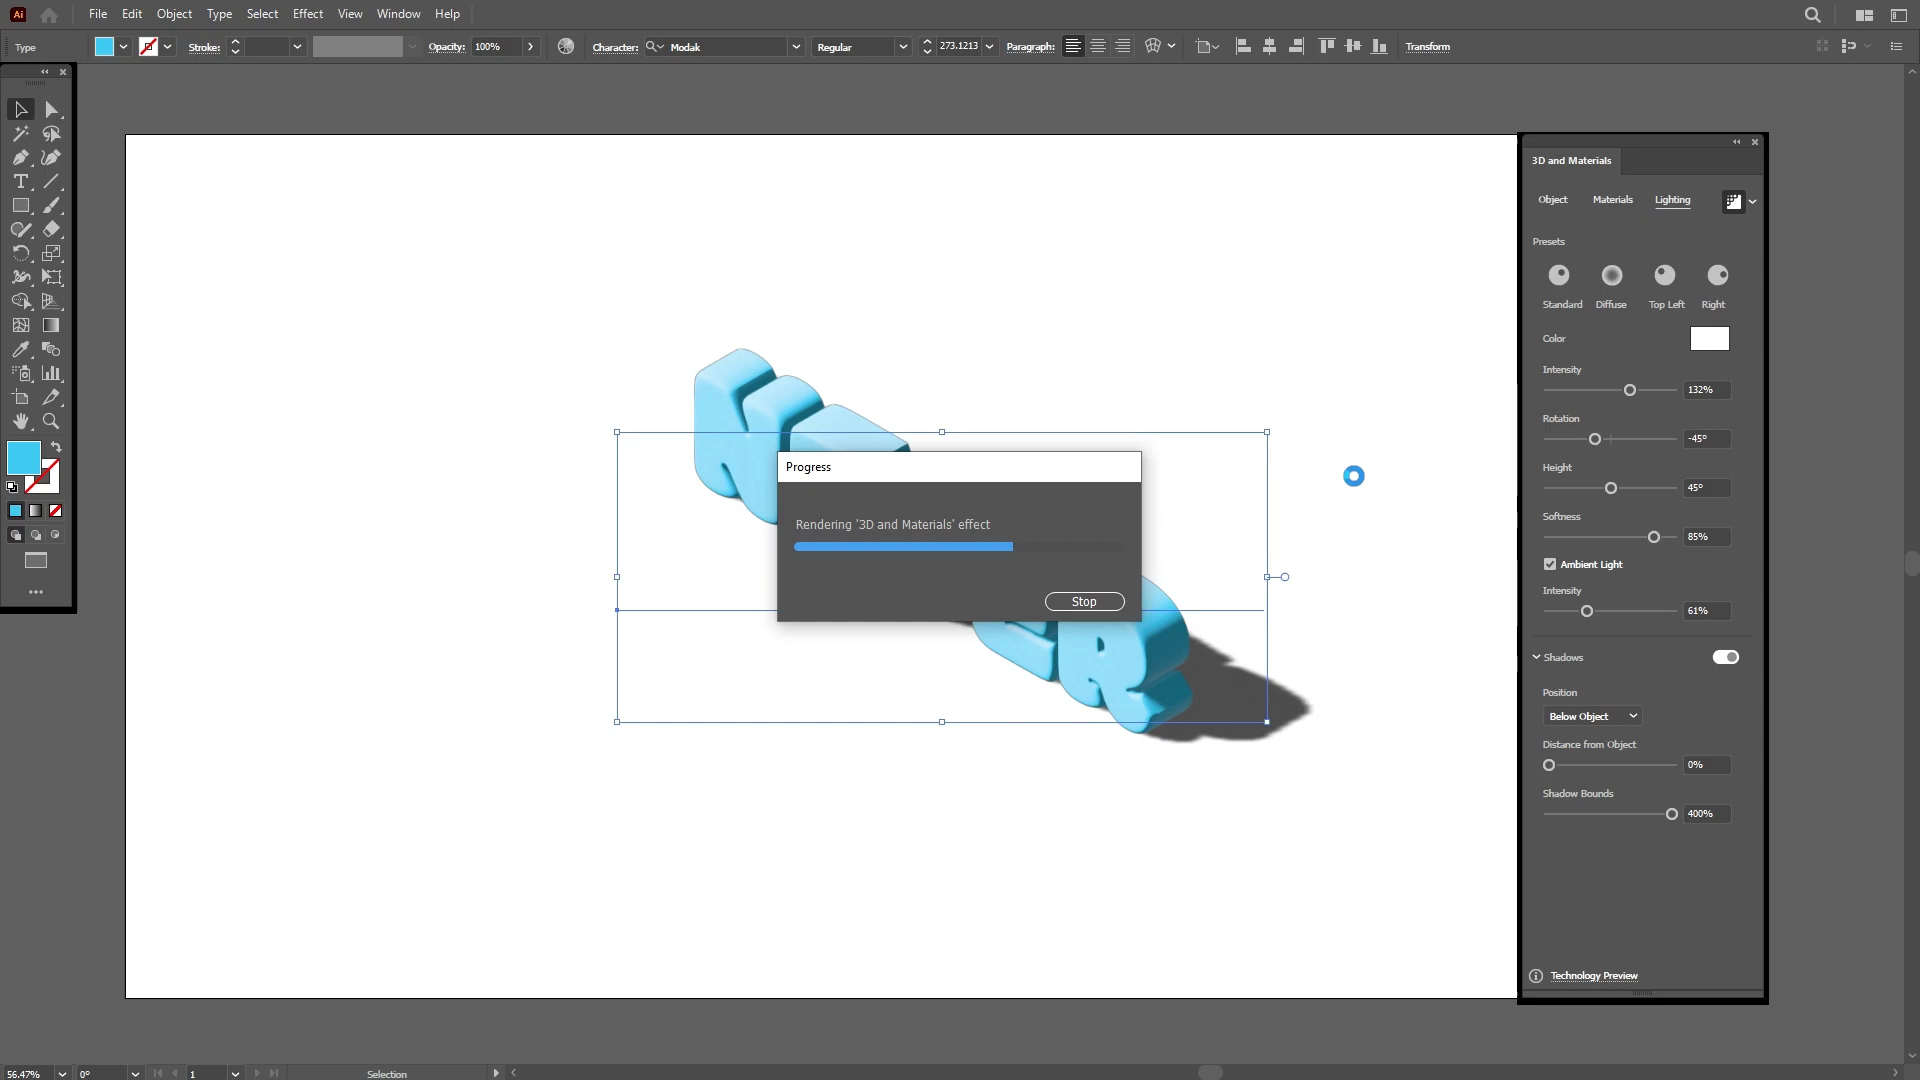 Ai File Edit Object Type Select Effect View Window Help
Type Stroke: Opacity: 100% Character: Modak Regular 273.1213 Paragraph: Transform
3D and Materials
Object Materials Lighting
Presets
Standard Diffuse Top Left Right
Color
Intensity
132%
Rotation
-45°
Height
45°
Softness
85%
Ambient Light
Intensity
61%
Shadows
Position
Below Object
Distance from Object
0%
Shadow Bounds
400%
Technology Preview
Progress
Rendering '3D and Materials' effect
Stop
R
56.47% 0° 1 Selection